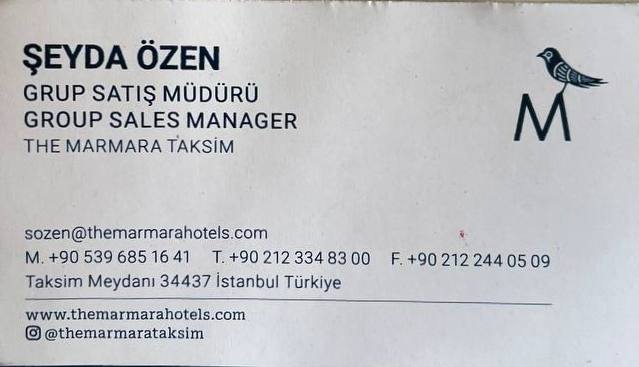 ŞEYDA ÖZEN
GRUP SATIŞ MÜDÜRÜ
GROUP SALES MANAGER
THE MARMARA TAKSİM
M
sozen@themarmarahotels.com
M. +90 539 685 16 41 T. +90 212 334 83 00 F. +90 212 244 05 09
Taksim Meydanı 34437 İstanbul Türkiye
www.themarmarahotels.com
@themarmarataksim